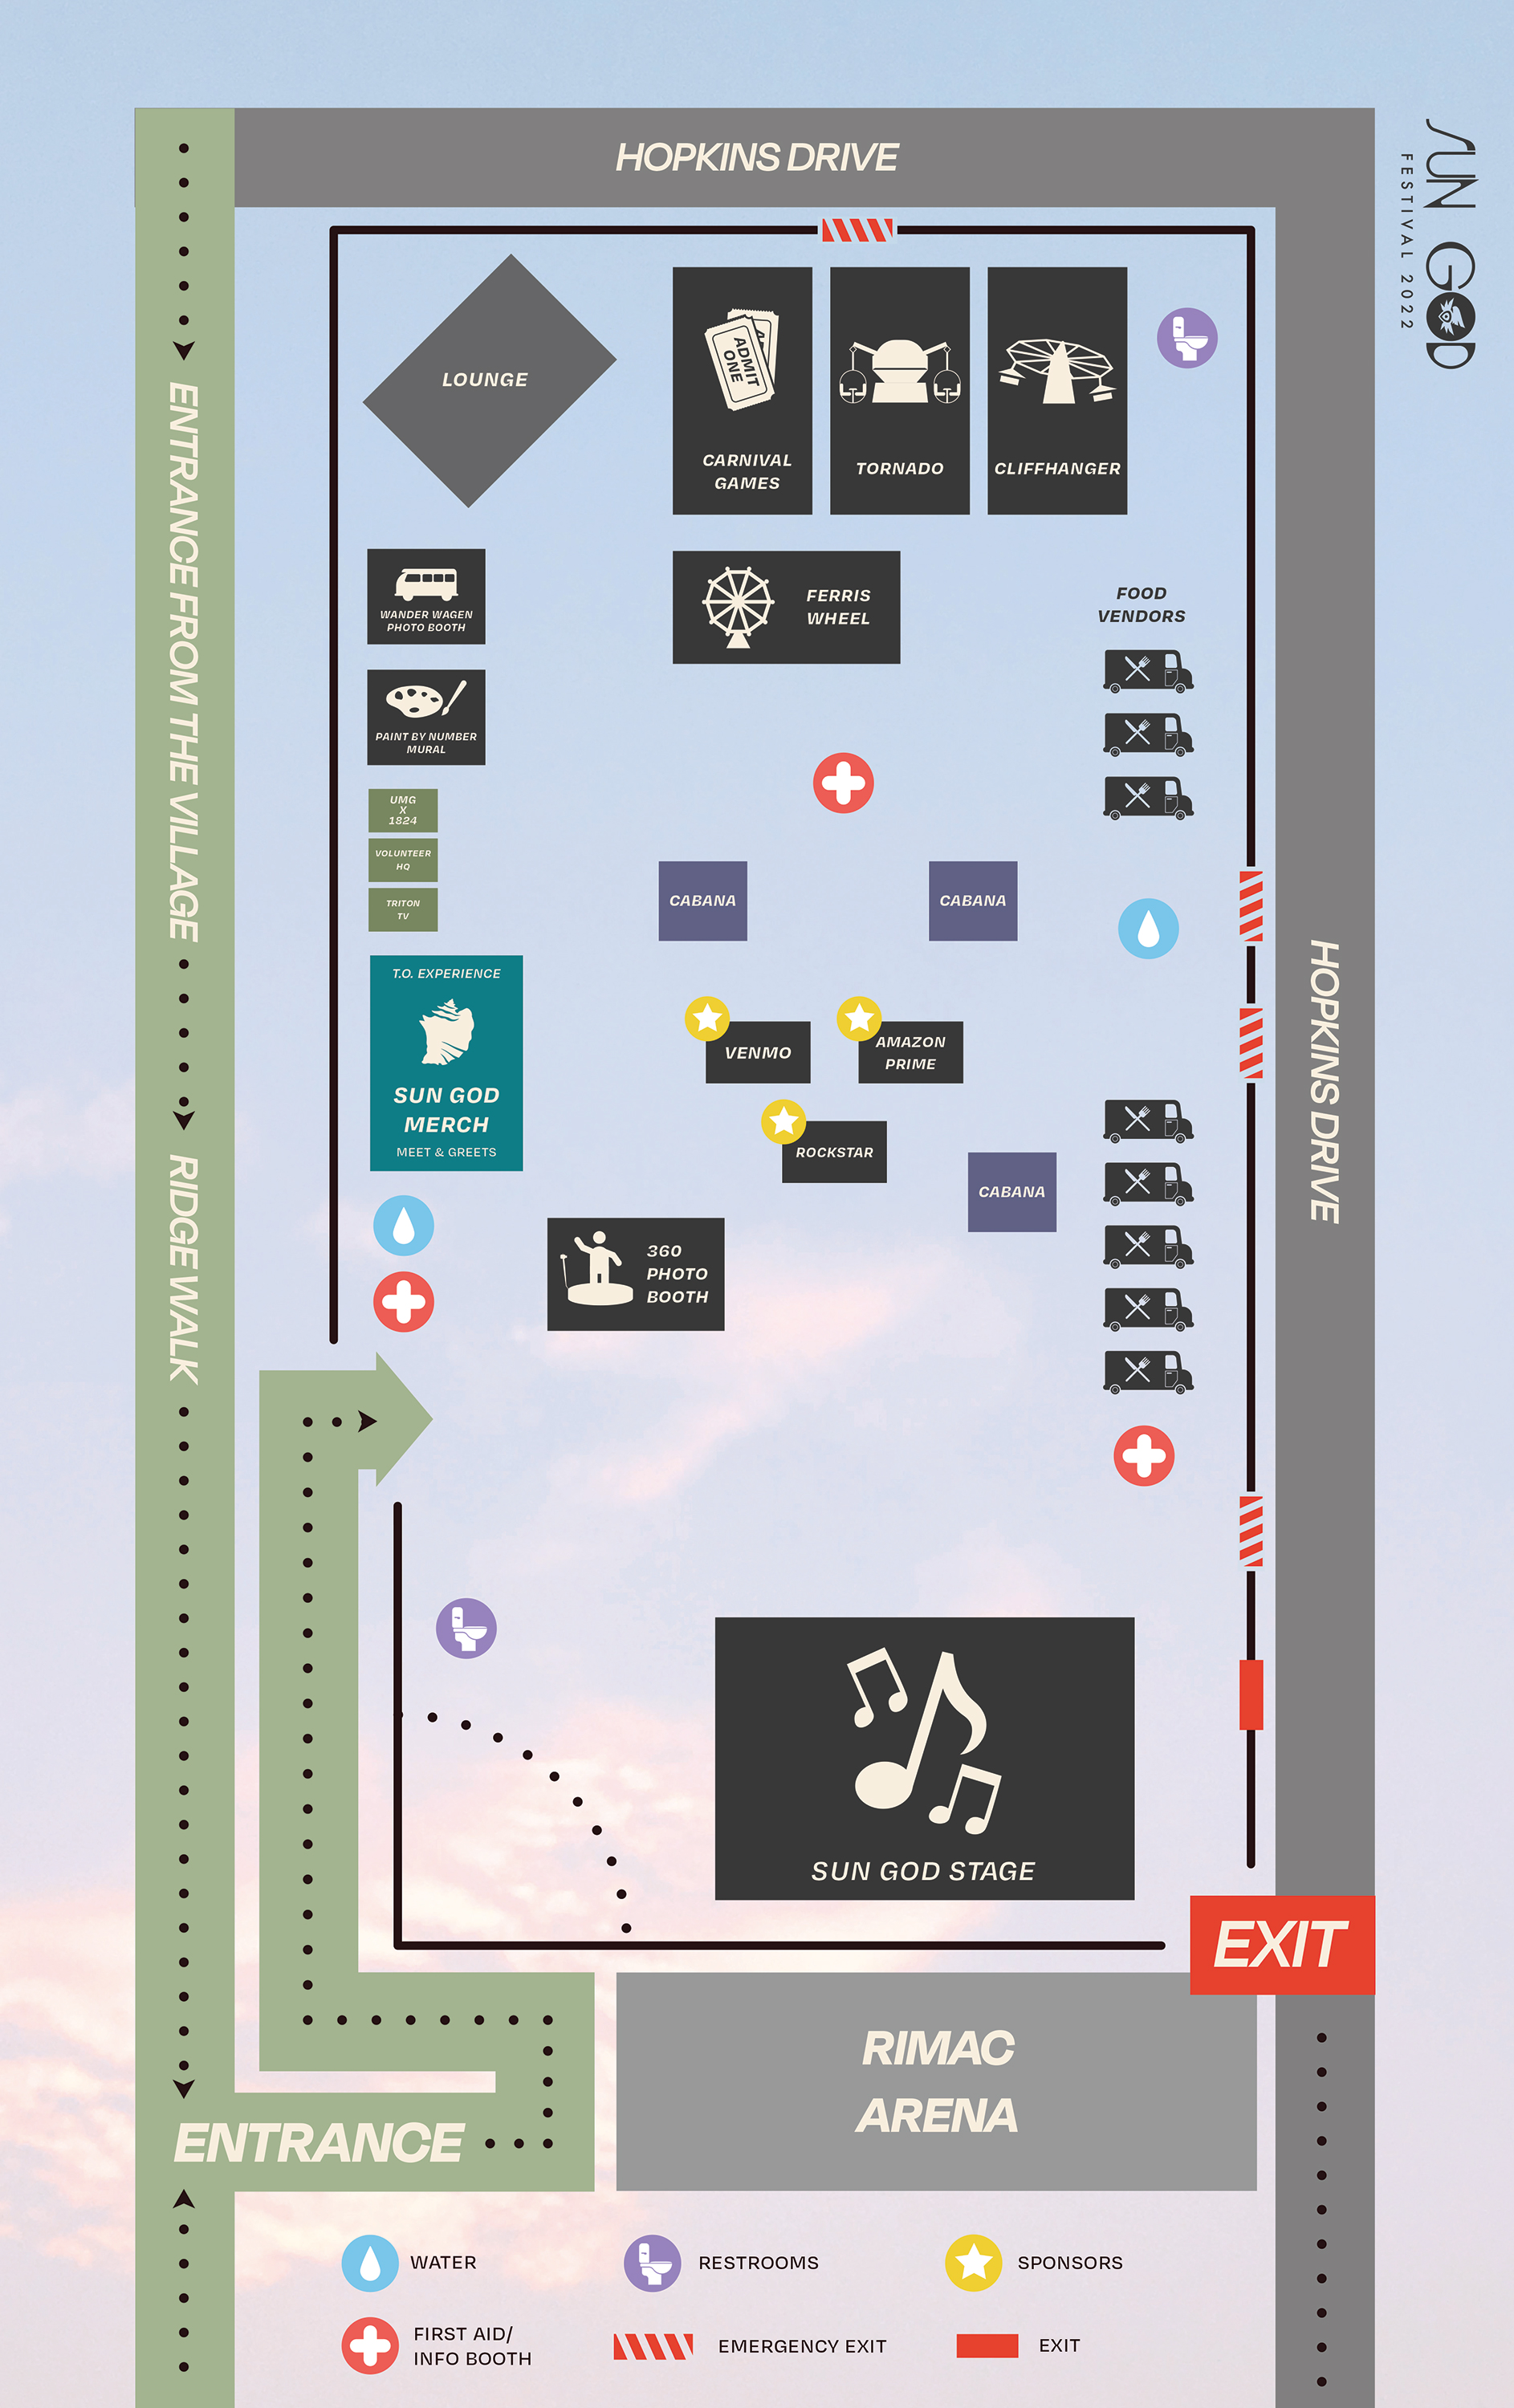 SUN GOD
FESTIVAL 2022
HOPKINS DRIVE
ENTRANCE FROM THE VILLAGE
RIDGE WALK
LOUNGE
ADMIT
ONE
CARNIVAL
GAMES
TORNADO
CLIFFHANGER
WANDER WAGEN
PHOTO BOOTH
FERRIS
WHEEL
FOOD
VENDORS
PAINT BY NUMBER
MURAL
UMG
X
1824
VOLUNTEER
HQ
TRITON
TV
CABANA
CABANA
HOPKINS DRIVE
T.O. EXPERIENCE
SUN GOD
MERCH
MEET & GREETS
VENMO
AMAZON
PRIME
ROCKSTAR
CABANA
360
PHOTO
BOOTH
SUN GOD STAGE
EXIT
RIMAC
ARENA
ENTRANCE
WATER
RESTROOMS
SPONSORS
FIRST AID/
INFO BOOTH
EMERGENCY EXIT
EXIT